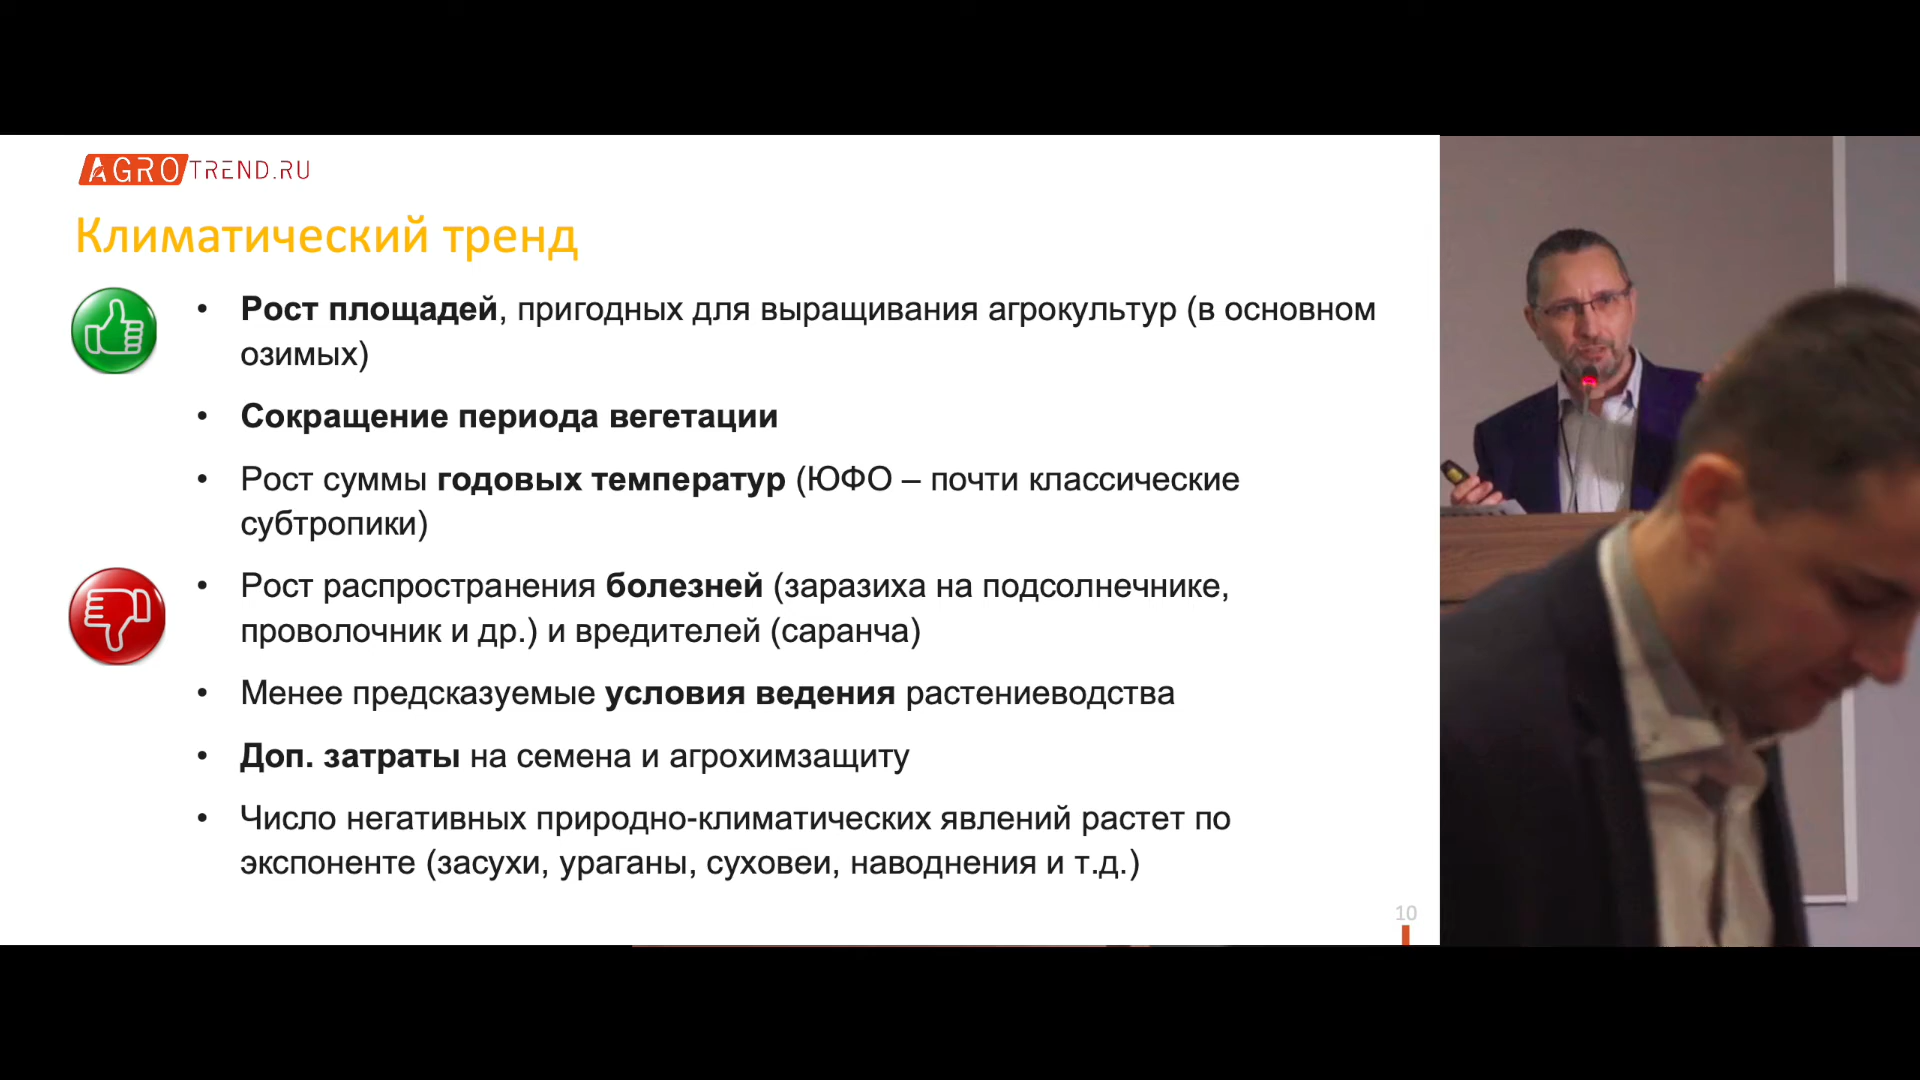 AGROTREND.RU
Климатический тренд
• Рост площадей, пригодных для выращивания агрокультур (в основном
озимых)
• Сокращение периода вегетации
• Рост суммы годовых температур (ЮФО – почти классические
субтропики)
• Рост распространения болезней (заразиха на подсолнечнике,
проволочник и др.) и вредителей (саранча)
• Менее предсказуемые условия ведения растениеводства
• Доп. затраты на семена и агрохимзащиту
• Число негативных природно-климатических явлений растет по
экспоненте (засухи, ураганы, суховеи, наводнения и т.д.)
10